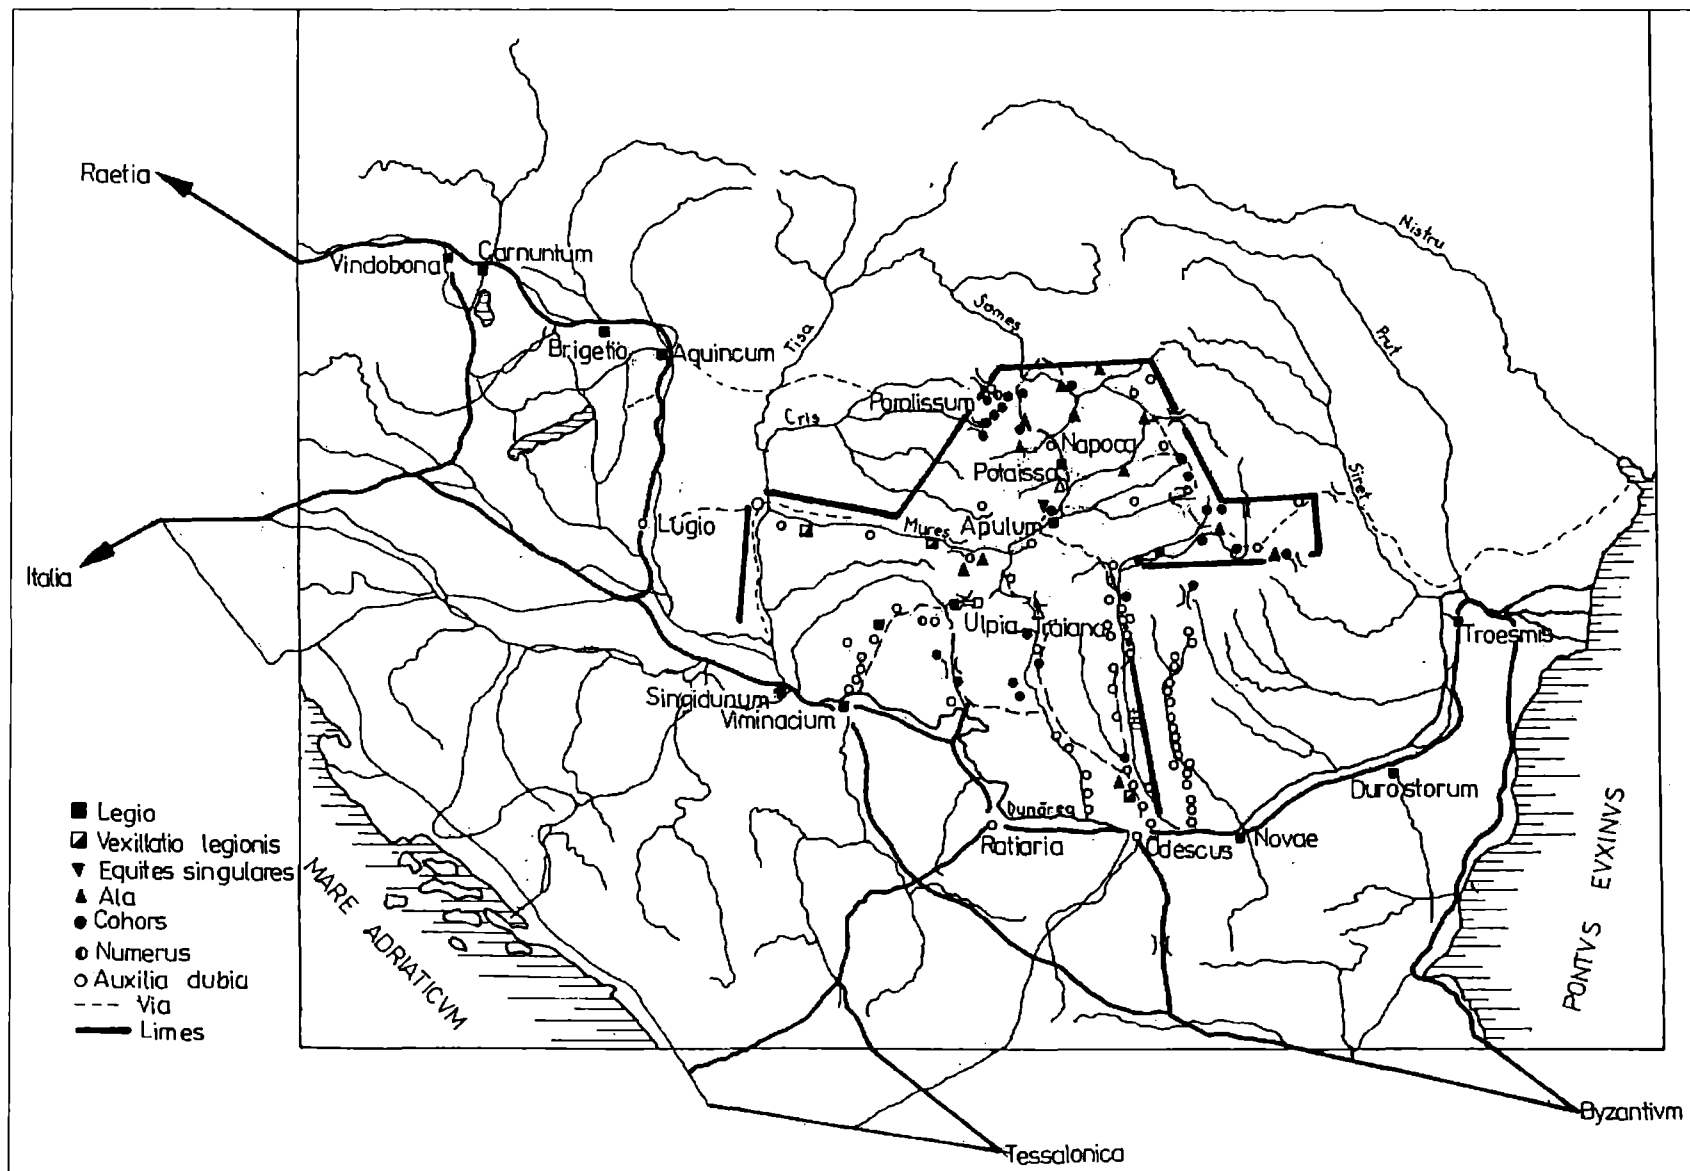 Raetia
Nistru
Carnuntum
Vindobona
Somes
Tisa
Prut
Brigetio
Aquincum
Porolissum
Cris
Napoca
Potaissa
Siret
Lugio
Mures
Apulum
Italia
Ulpia Traiana
Troesmis
Singidunum
Viminacium
Durostorum
Dunărea
Ratiaria
Odescus
Novae
Legio
Vexillatio legionis
Equites singulares
Ala
Cohors
Numerus
Auxilia dubia
Via
Limes
MARE ADRIATICVM
PONTVS EVXINVS
Byzantivm
Tessalonica